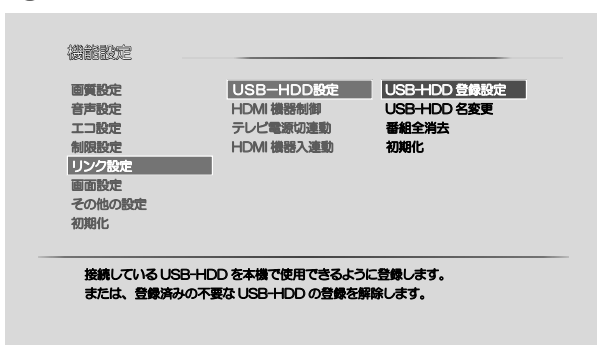 機能設定
画質設定
音声設定
エコ設定
制限設定
リンク設定
画面設定
その他の設定
初期化
USB－HDD設定
HDMI 機器制御
テレビ電源切連動
HDMI 機器入連動
USB-HDD 登録設定
USB-HDD 名変更
番組全消去
初期化
接続している USB-HDD を本機で使用できるように登録します。
または、登録済みの不要な USB-HDD の登録を解除します。